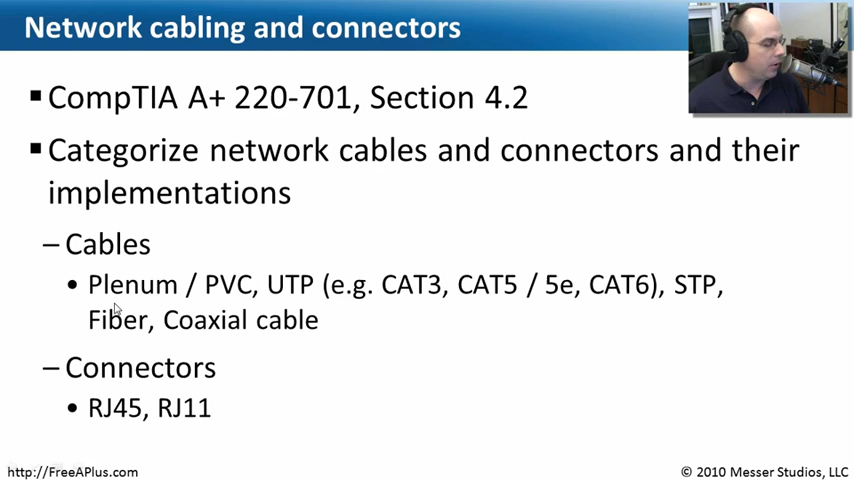 Network cabling and connectors
▪CompTIA A+ 220-701, Section 4.2
▪Categorize network cables and connectors and their
implementations
– Cables
• Plenum / PVC, UTP (e.g. CAT3, CAT5 / 5e, CAT6), STP,
Fiber, Coaxial cable
– Connectors
• RJ45, RJ11
http://FreeAPlus.com
© 2010 Messer Studios, LLC